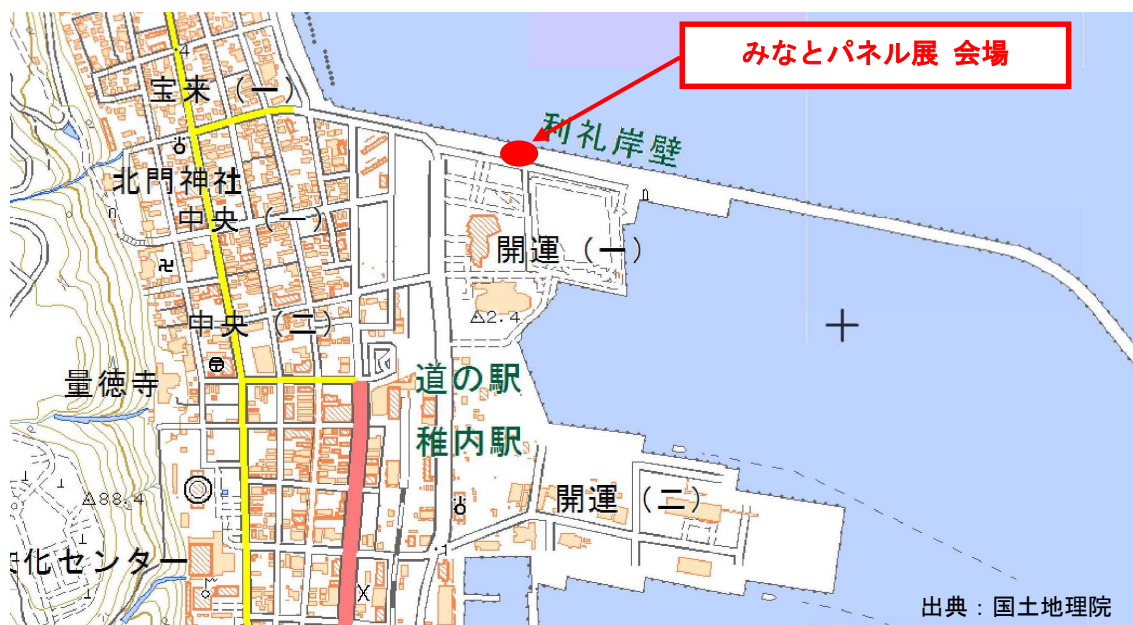 みなとパネル展 会場
・4
宝来（一）
利礼岸壁
北門神社
中央（一）
開運（一）
2.4
中央（二）
道の駅
量徳寺
稚内駅
88.4
開運（二）
化センター
・1
出典：国土地理院